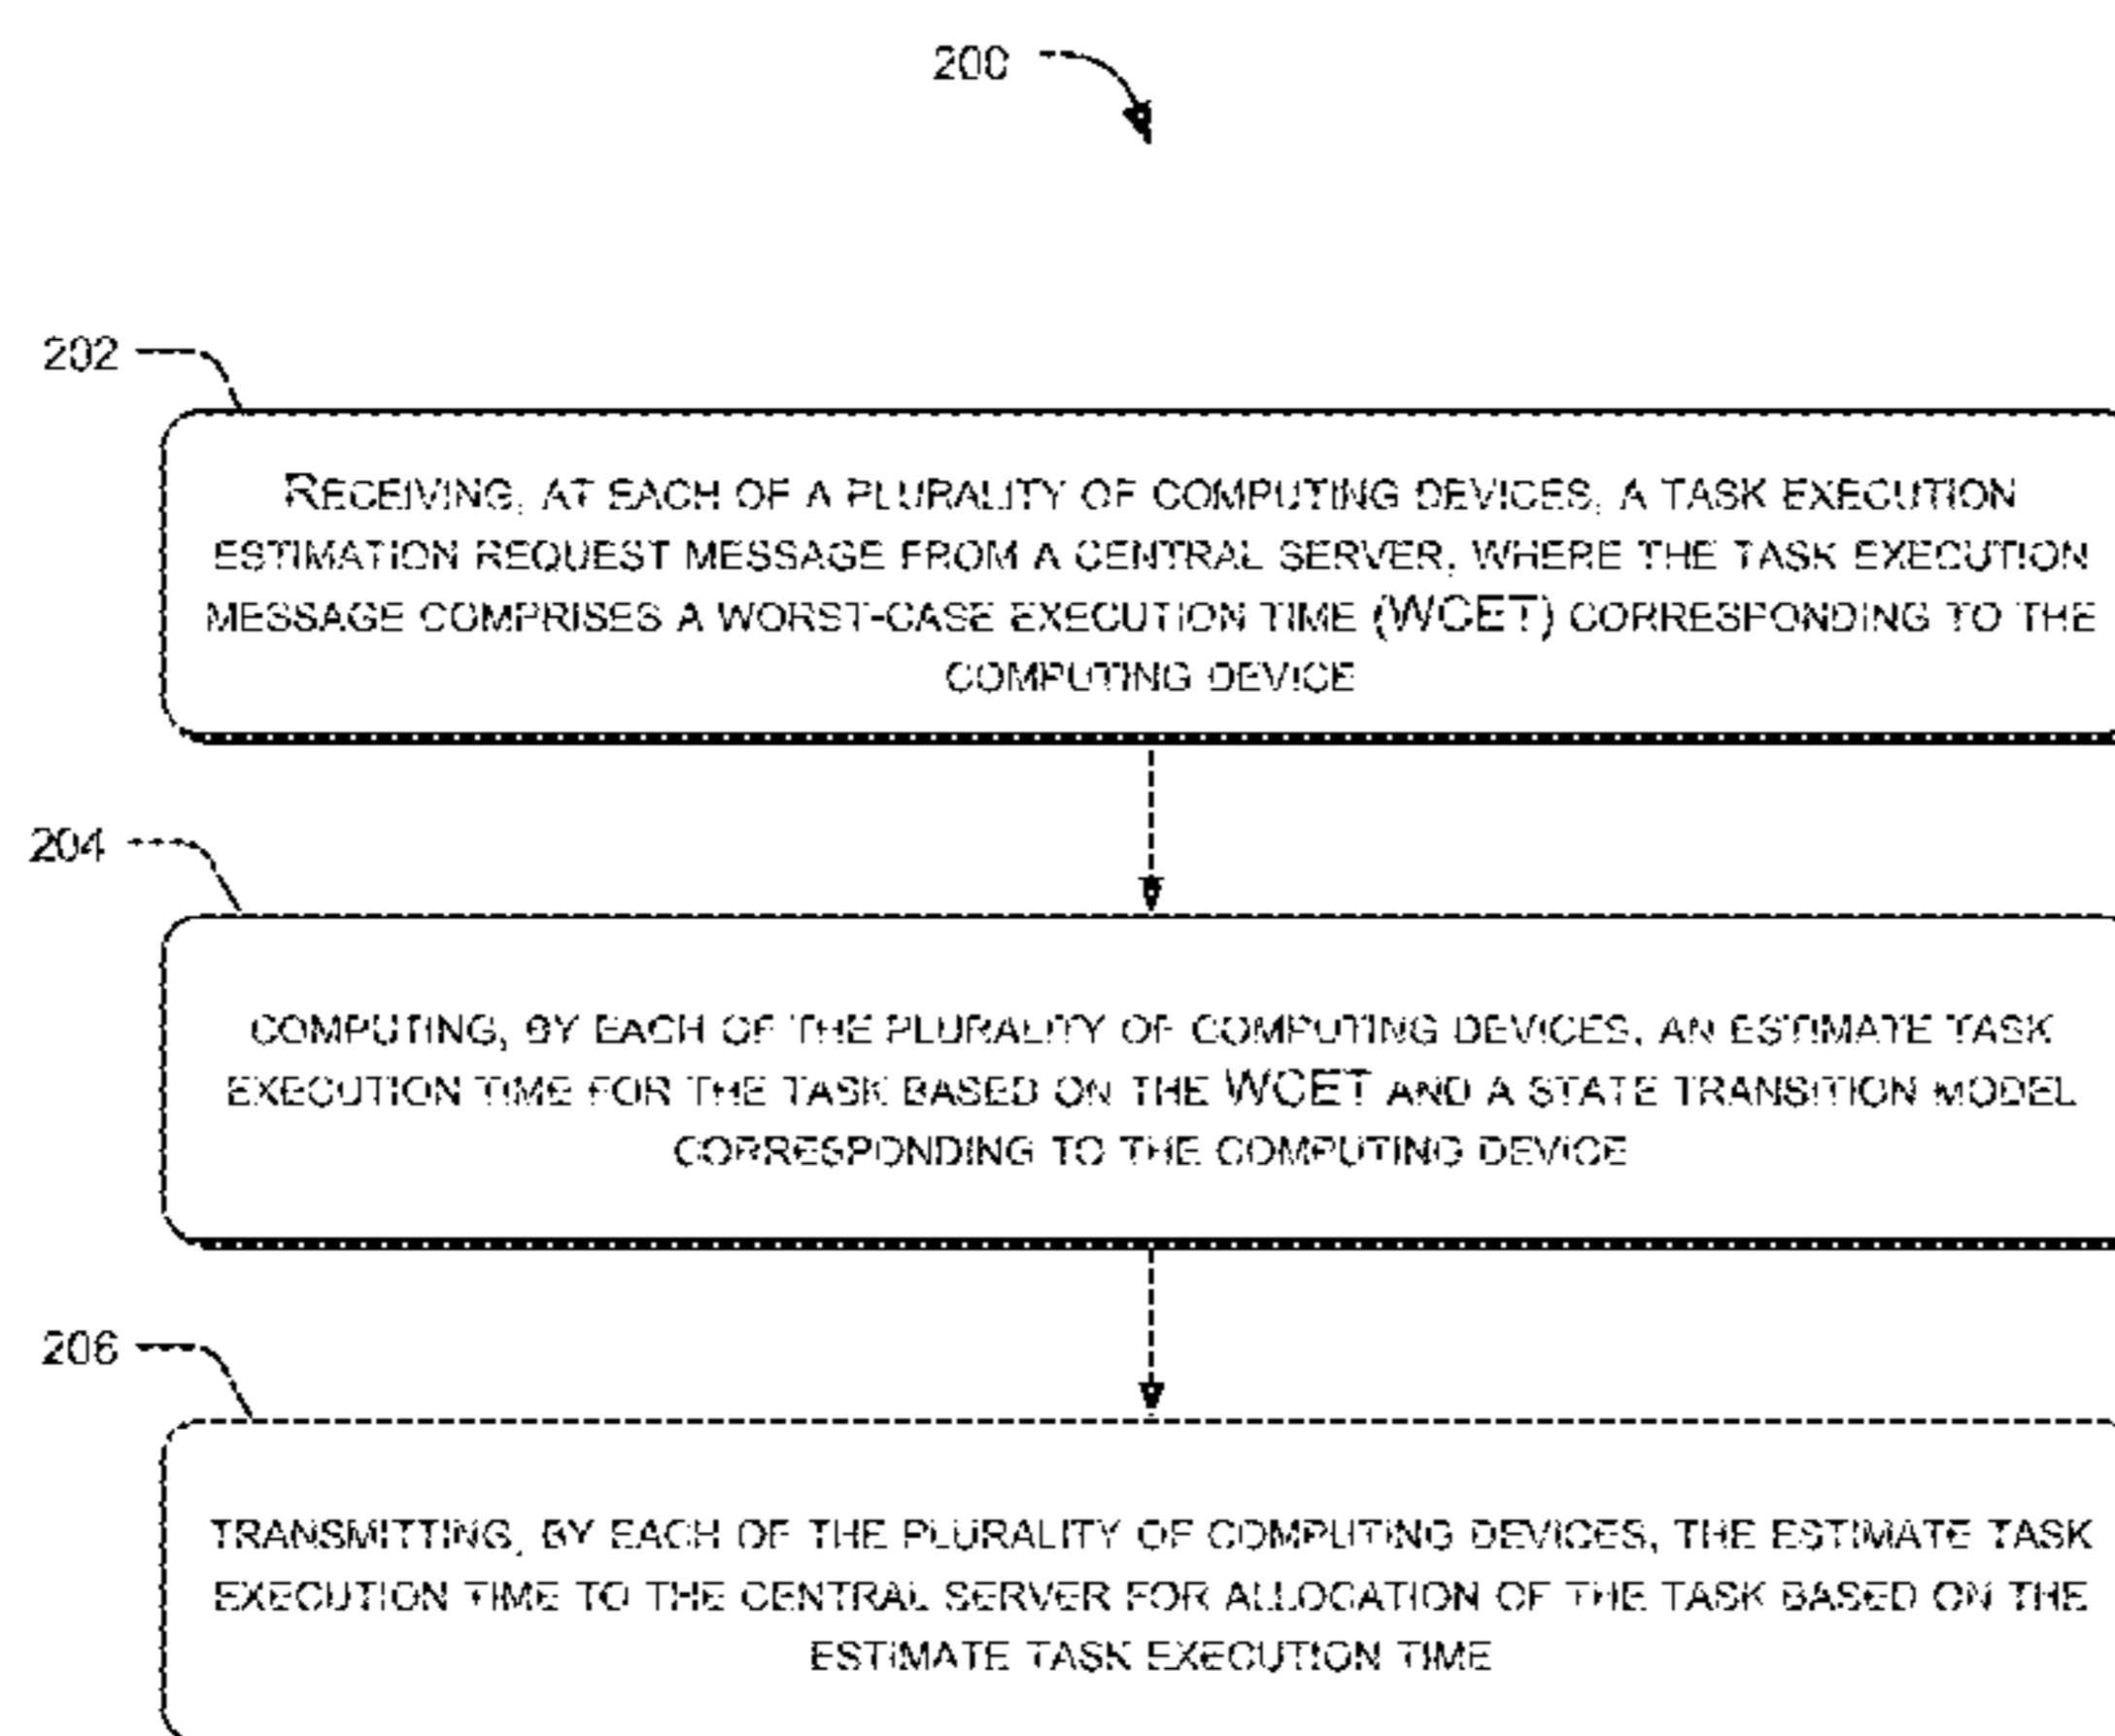 200
202
RECEIVING, AT EACH OF A PLURALITY OF COMPUTING DEVICES, A TASK EXECUTION
ESTIMATION REQUEST MESSAGE FROM A CENTRAL SERVER, WHERE THE TASK EXECUTION
MESSAGE COMPRISES A WORST-CASE EXECUTION TIME (WCET) CORRESPONDING TO THE
COMPUTING DEVICE
204
COMPUTING, BY EACH OF THE PLURALITY OF COMPUTING DEVICES, AN ESTIMATE TASK
EXECUTION TIME FOR THE TASK BASED ON THE WCET AND A STATE TRANSITION MODEL
CORRESPONDING TO THE COMPUTING DEVICE
206
TRANSMITTING, BY EACH OF THE PLURALITY OF COMPUTING DEVICES, THE ESTIMATE TASK
EXECUTION TIME TO THE CENTRAL SERVER FOR ALLOCATION OF THE TASK BASED ON THE
ESTIMATE TASK EXECUTION TIME